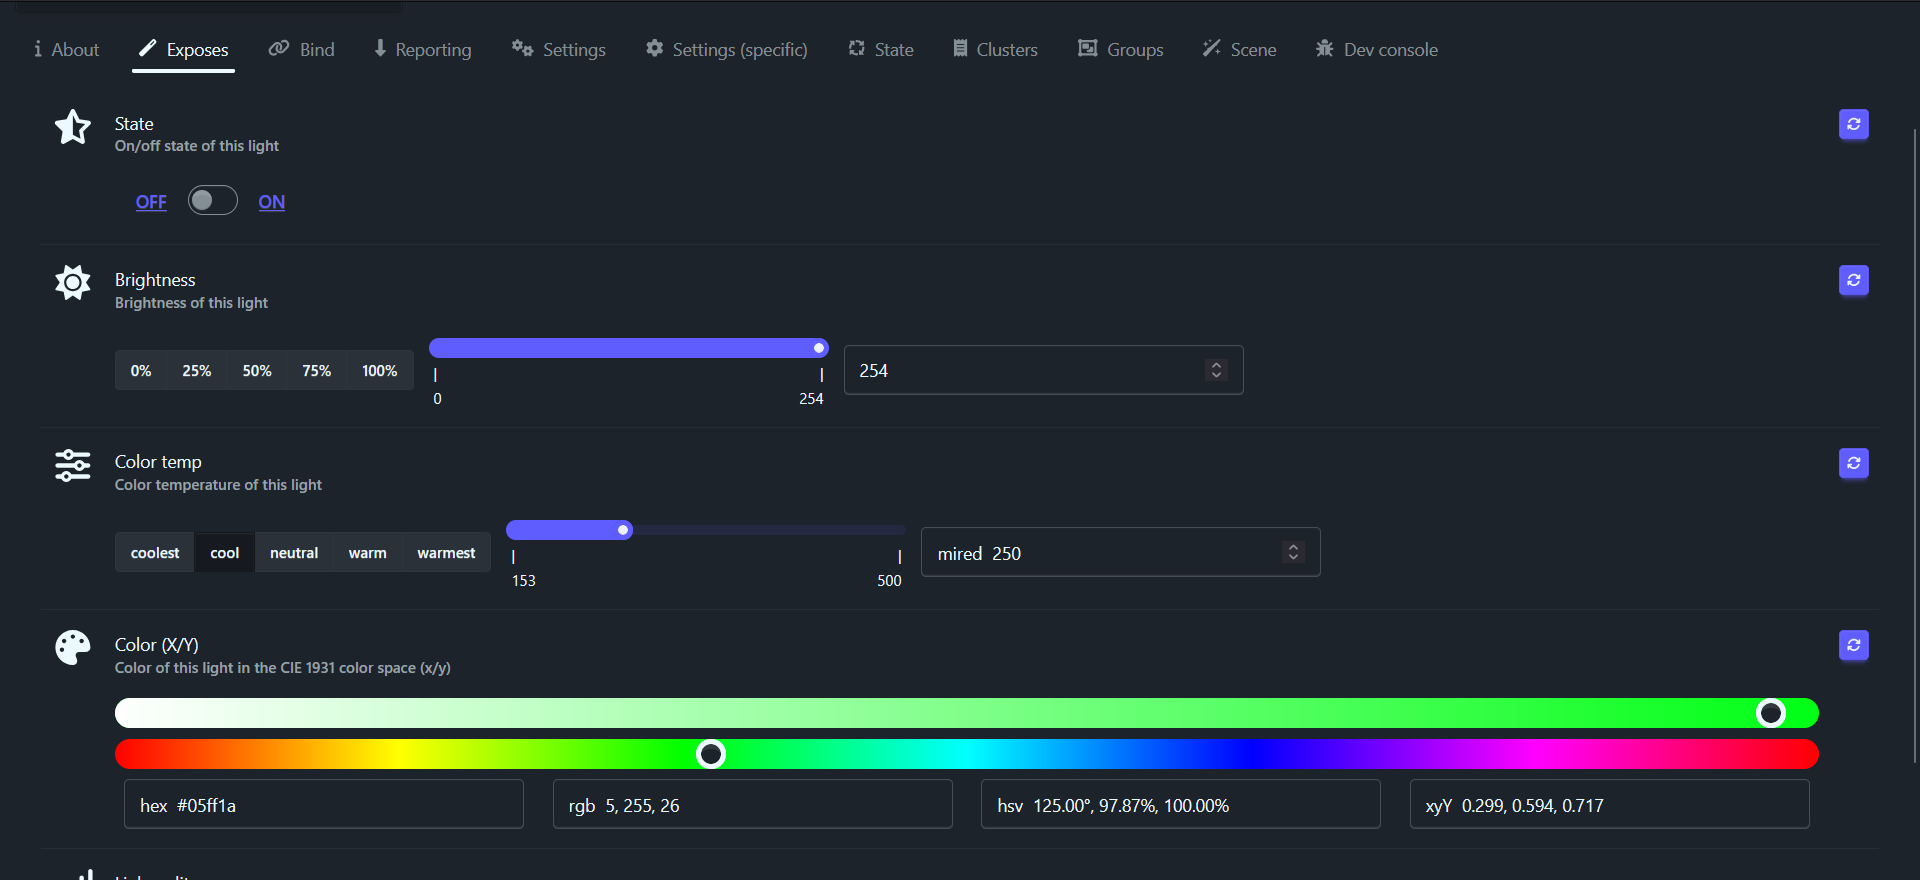 About Exposes Bind Reporting Settings Settings (specific) State Clusters Groups Scene Dev console
State
On/off state of this light
OFF ON
Brightness
Brightness of this light
0% 25% 50% 75% 100%
254
0 254
Color temp
Color temperature of this light
coolest cool neutral warm warmest
mired 250
153 500
Color (X/Y)
Color of this light in the CIE 1931 color space (x/y)
hex #05ff1a
rgb 5, 255, 26
hsv 125.00°, 97.87%, 100.00%
xyY 0.299, 0.594, 0.717